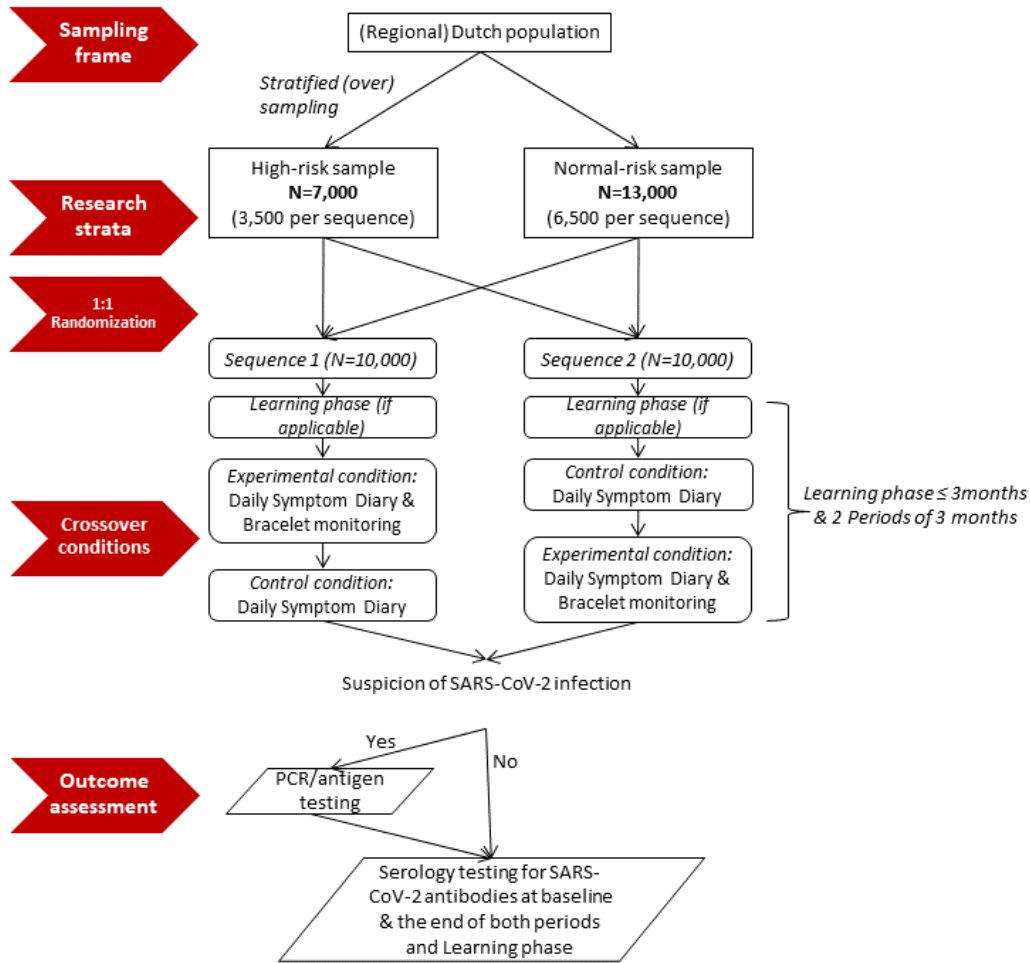 Sampling
frame
(Regional) Dutch population
Stratified (over)
sampling
Research
strata
High-risk sample
N=7,000
(3,500 per sequence)
Normal-risk sample
N=13,000
(6,500 per sequence)
1:1
Randomization
Sequence 1 (N=10,000)
Sequence 2 (N=10,000)
Crossover
conditions
Learning phase (if
applicable)
Experimental condition:
Daily Symptom Diary &
Bracelet monitoring
Control condition:
Daily Symptom Diary
Learning phase (if
applicable)
Control condition:
Daily Symptom Diary
Experimental condition:
Daily Symptom Diary &
Bracelet monitoring
Learning phase ≤ 3months
& 2 Periods of 3 months
Suspicion of SARS-CoV-2 infection
Outcome
assessment
Yes
No
PCR/antigen
testing
Serology testing for SARS-
CoV-2 antibodies at baseline
& the end of both periods
and Learning phase